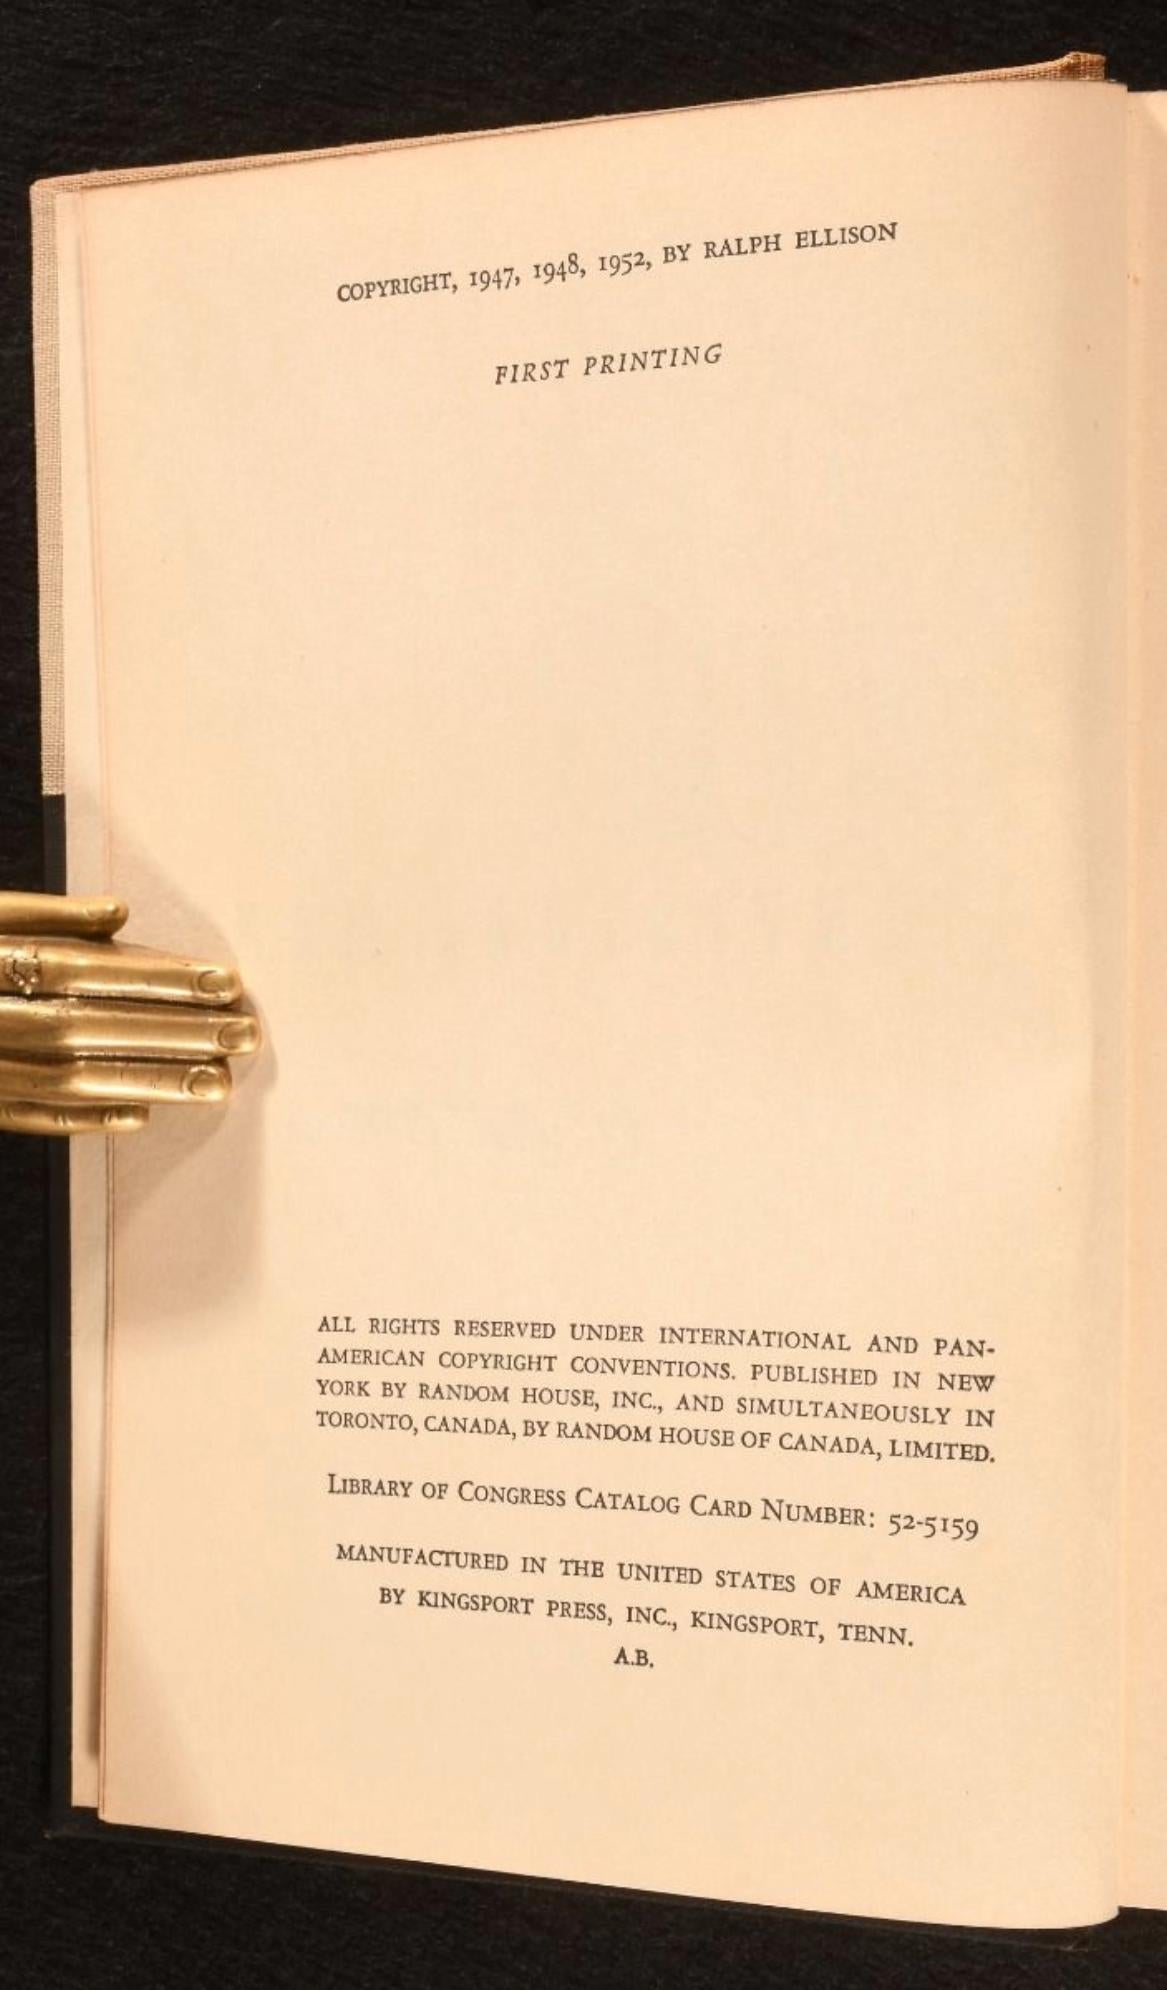 COPYRIGHT, 1947, 1948, 1952, BY RALPH ELLISON
FIRST PRINTING
ALL RIGHTS RESERVED UNDER INTERNATIONAL AND PAN-
AMERICAN COPYRIGHT CONVENTIONS. PUBLISHED IN NEW
YORK BY RANDOM HOUSE, INC., AND SIMULTANEOUSLY IN
TORONTO, CANADA, BY RANDOM HOUSE OF CANADA, LIMITED.
LIBRARY OF CONGRESS CATALOG CARD NUMBER: 52-5159
MANUFACTURED IN THE UNITED STATES OF AMERICA
BY KINGSPORT PRESS, INC., KINGSPORT, TENN.
A.B.